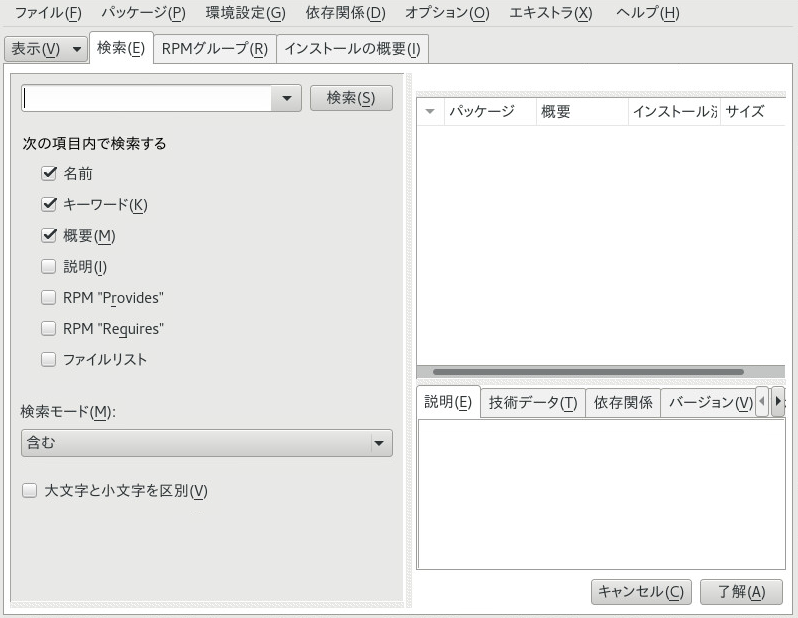 ファイル(F) パッケージ(P) 環境設定(G) 依存関係(D) オプション(O) エキストラ(X) ヘルプ(H)
表示(V) 検索(E) RPMグループ(R) インストールの概要(I)
検索(S)
次の項目内で検索する
名前
キーワード(K)
概要(M)
説明(I)
RPM "Provides"
RPM "Requires"
ファイルリスト
検索モード(M):
含む
大文字と小文字を区別(V)
パッケージ 概要 インストール サイズ
説明(E) 技術データ(T) 依存関係 バージョン(V)
キャンセル(C) 了解(A)